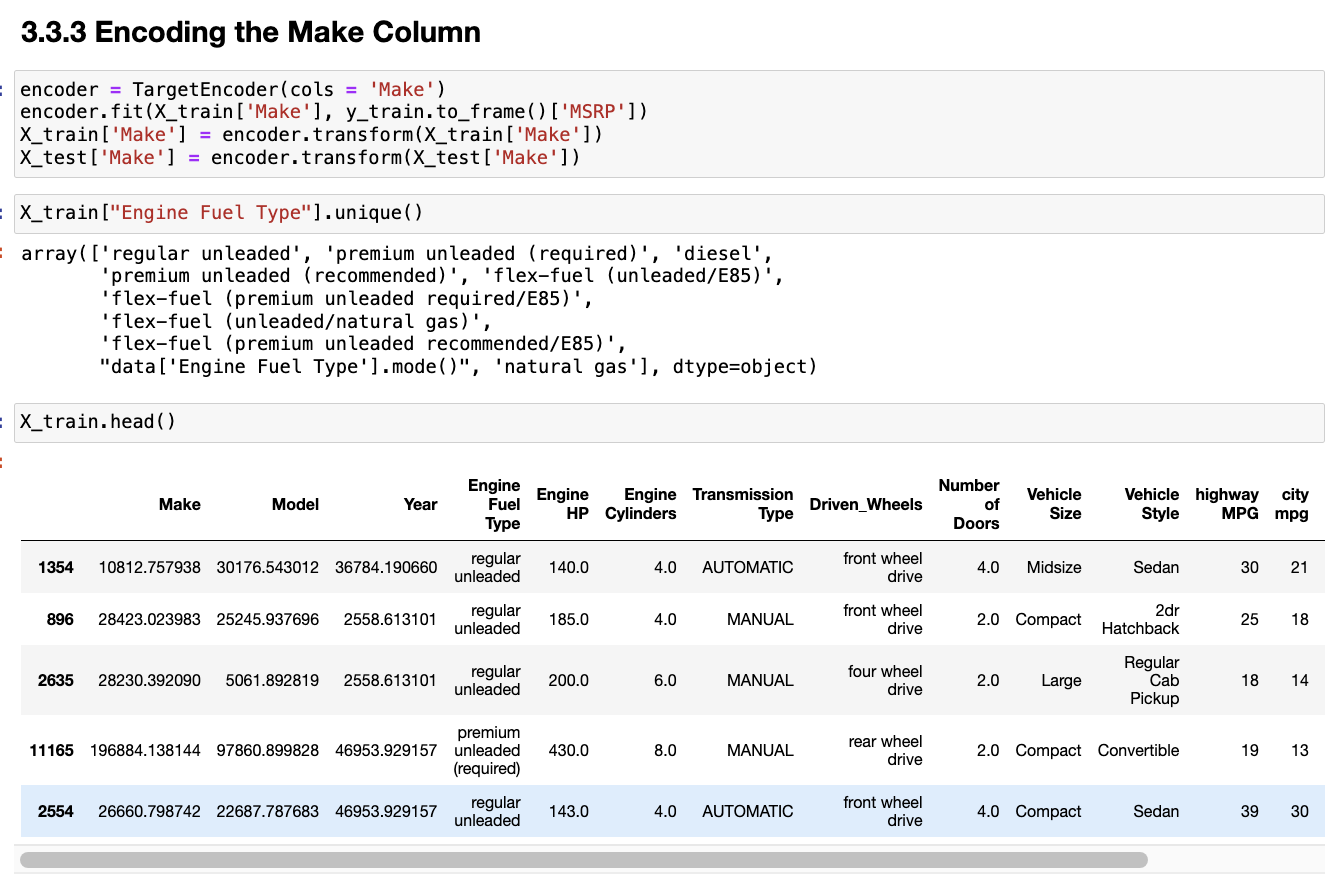 3.3.3 Encoding the Make Column
encoder = TargetEncoder(cols = 'Make')
encoder.fit(X_train['Make'], y_train.to_frame()['MSRP'])
X_train['Make'] = encoder.transform(X_train['Make'])
X_test['Make'] = encoder.transform(X_test['Make'])
X_train["Engine Fuel Type"].unique()
array(['regular unleaded', 'premium unleaded (required)', 'diesel',
'premium unleaded (recommended)', 'flex-fuel (unleaded/E85)',
'flex-fuel (premium unleaded required/E85)',
'flex-fuel (unleaded/natural gas)',
'flex-fuel (premium unleaded recommended/E85)',
"data['Engine Fuel Type'].mode()", 'natural gas'], dtype=object)
X_train.head()
Make Model Year Engine Fuel Type Engine HP Engine Cylinders Transmission Type Driven_Wheels Number of Doors Vehicle Size Vehicle Style highway MPG city mpg
1354 10812.757938 30176.543012 36784.190660 regular unleaded 140.0 4.0 AUTOMATIC front wheel drive 4.0 Midsize Sedan 30 21
896 28423.023983 25245.937696 2558.613101 regular unleaded 185.0 4.0 MANUAL front wheel drive 2.0 Compact 2dr Hatchback 25 18
2635 28230.392090 5061.892819 2558.613101 regular unleaded 200.0 6.0 MANUAL four wheel drive 2.0 Large Regular Cab Pickup 18 14
11165 196884.138144 97860.899828 46953.929157 premium unleaded (required) 430.0 8.0 MANUAL rear wheel drive 2.0 Compact Convertible 19 13
2554 26660.798742 22687.787683 46953.929157 regular unleaded 143.0 4.0 AUTOMATIC front wheel drive 4.0 Compact Sedan 39 30